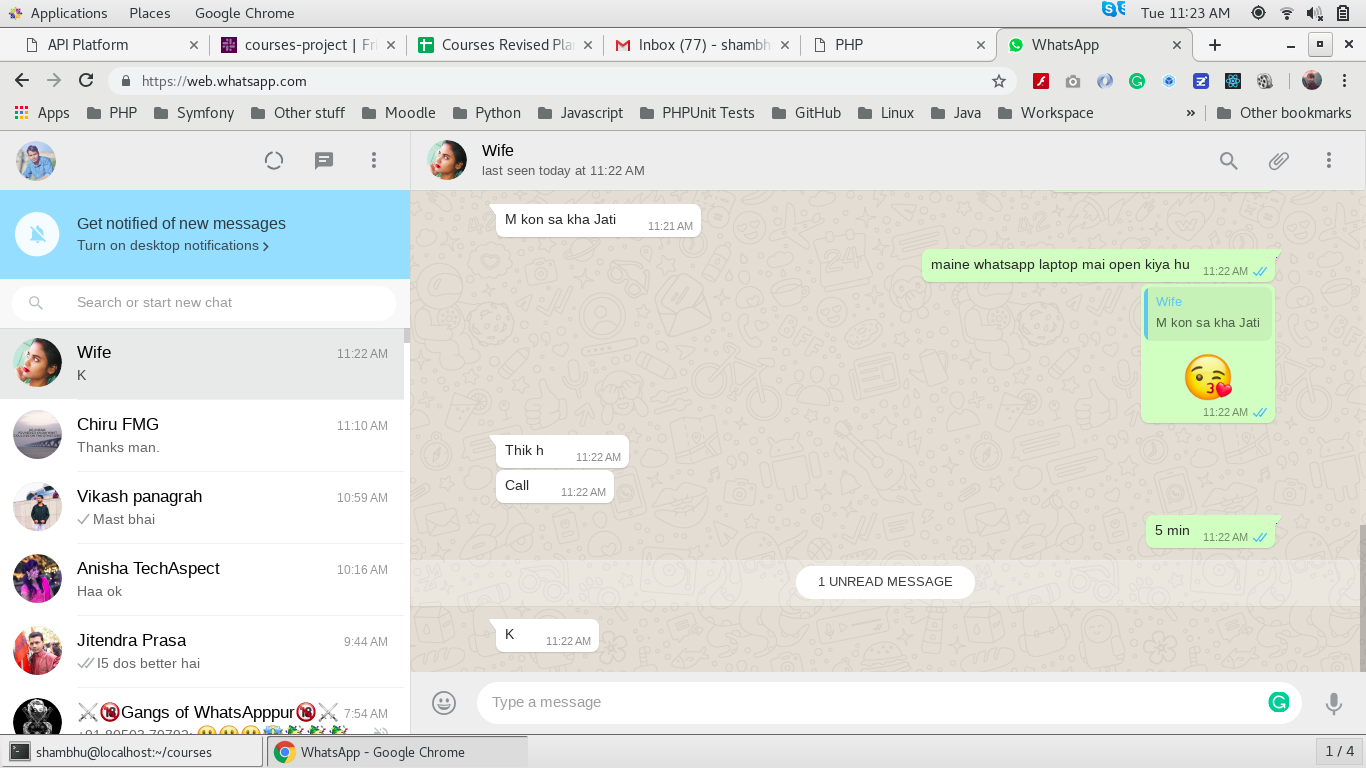 Applications Places Google Chrome Tue 11:23 AM
API Platform courses-project | Fri Courses Revised Plan Inbox (77) - shambh PHP WhatsApp
https://web.whatsapp.com
Apps PHP Symfony Other stuff Moodle Python Javascript PHPUnit Tests GitHub Linux Java Workspace » Other bookmarks
Get notified of new messages
Turn on desktop notifications
Search or start new chat
Wife 11:22 AM
K
Chiru FMG 11:10 AM
Thanks man.
Vikash panagrah 10:59 AM
Mast bhai
Anisha TechAspect 10:16 AM
Haa ok
Jitendra Prasa 9:44 AM
I5 dos better hai
⚔🔞Gangs of WhatsApppur🔞⚔ 7:54 AM
Wife
last seen today at 11:22 AM
M kon sa kha Jati 11:21 AM
maine whatsapp laptop mai open kiya hu 11:22 AM
Wife
M kon sa kha Jati
😘
11:22 AM
Thik h 11:22 AM
Call 11:22 AM
5 min 11:22 AM
1 UNREAD MESSAGE
K 11:22 AM
Type a message
shambhu@localhost:~/courses WhatsApp - Google Chrome 1 / 4